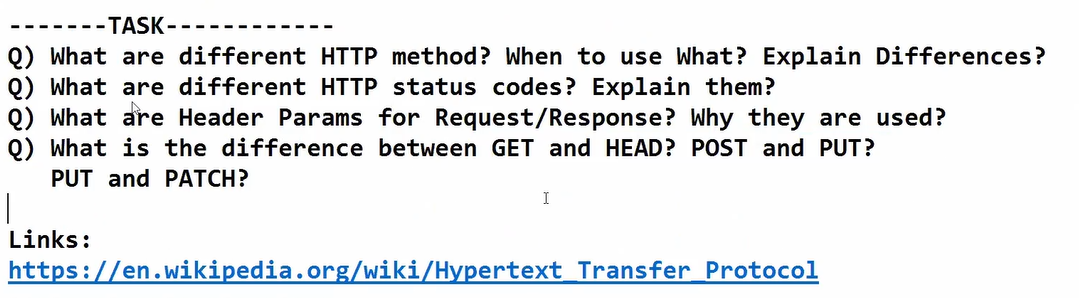 -------TASK------------
Q) What are different HTTP method? When to use What? Explain Differences?
Q) What are different HTTP status codes? Explain them?
Q) What are Header Params for Request/Response? Why they are used?
Q) What is the difference between GET and HEAD? POST and PUT?
PUT and PATCH?
Links:
https://en.wikipedia.org/wiki/Hypertext_Transfer_Protocol